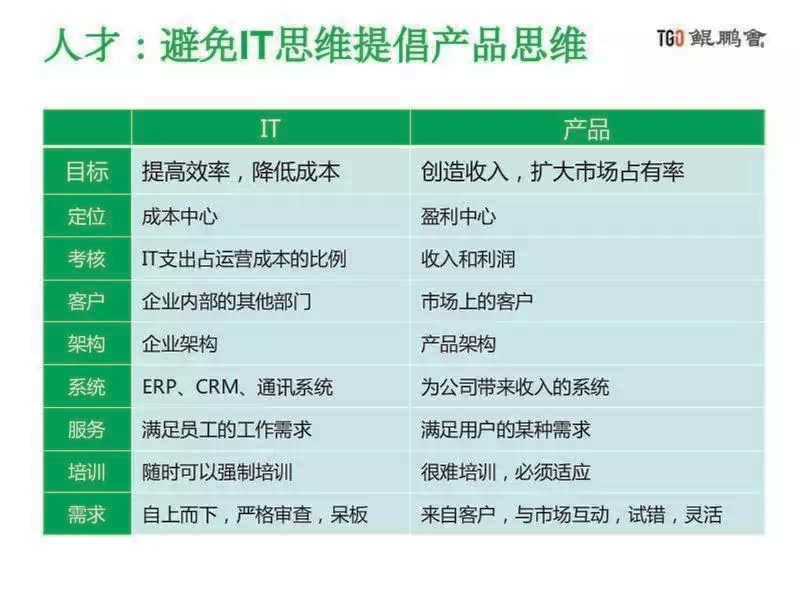 人才：避免IT思维提倡产品思维
TGO 鲲鹏會
IT 产品
目标 提高效率，降低成本 创造收入，扩大市场占有率
定位 成本中心 盈利中心
考核 IT支出占运营成本的比例 收入和利润
客户 企业内部的其他部门 市场上的客户
架构 企业架构 产品架构
系统 ERP、CRM、通讯系统 为公司带来收入的系统
服务 满足员工的工作需求 满足用户的某种需求
培训 随时可以强制培训 很难培训，必须适应
需求 自上而下，严格审查，呆板 来自客户，与市场互动，试错，灵活